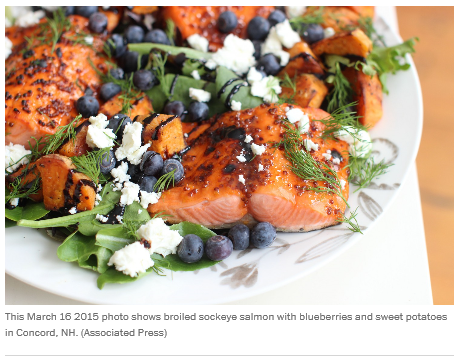 This March 16 2015 photo shows broiled sockeye salmon with blueberries and sweet potatoes
in Concord, NH. (Associated Press)